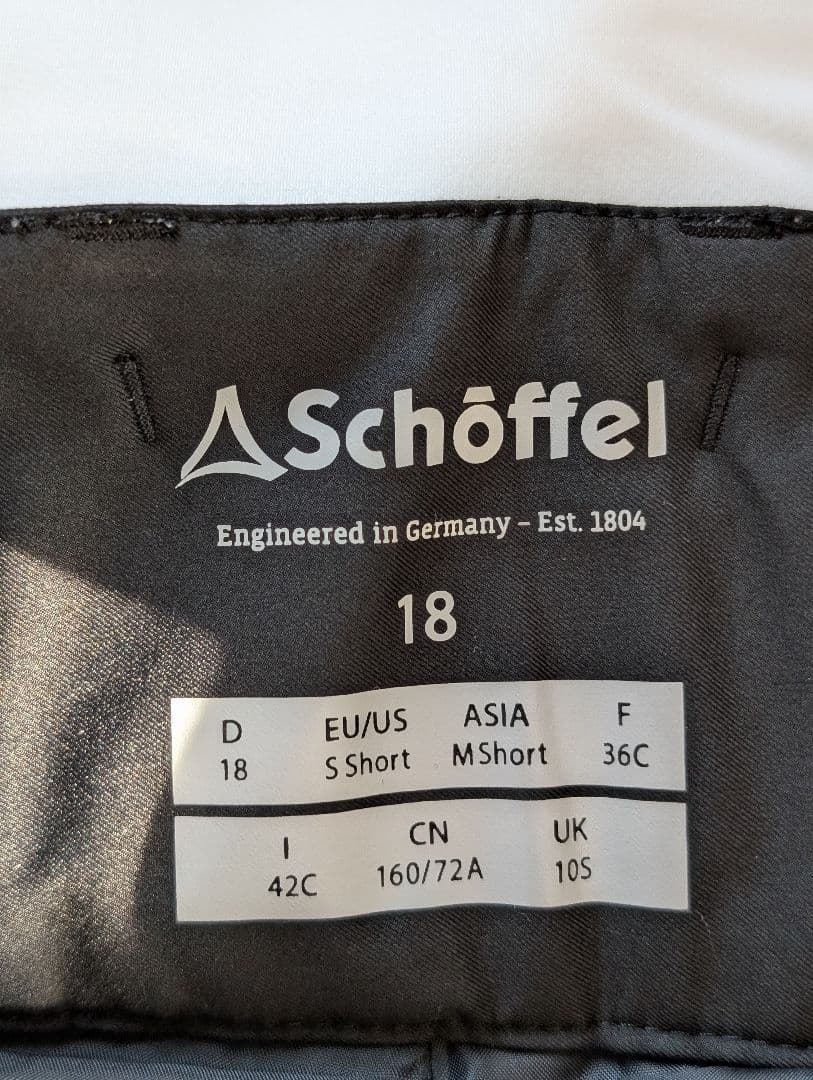 Schōffel
Engineered in Germany – Est. 1804
18
D EU/US ASIA F
18 S Short M Short 36C
I CN UK
42C 160/72A 10S